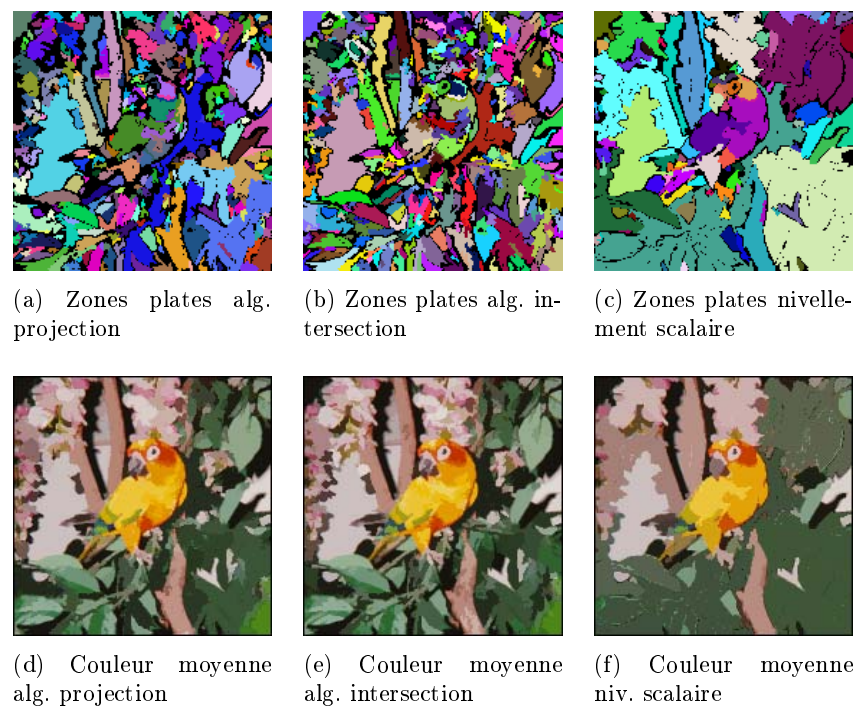 (a) Zones plates alg.
projection
(b) Zones plates alg. in-
tersection
(c) Zones plates nivelle-
ment scalaire
(d) Couleur moyenne
alg. projection
(e) Couleur moyenne
alg. intersection
(f) Couleur moyenne
niv. scalaire